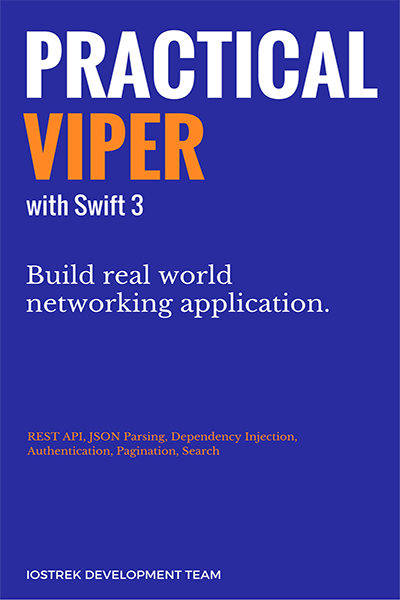 PRACTICAL
VIPER
with Swift 3
Build real world
networking application.
REST API, JSON Parsing, Dependency Injection,
Authentication, Pagination, Search
IOSTREK DEVELOPMENT TEAM